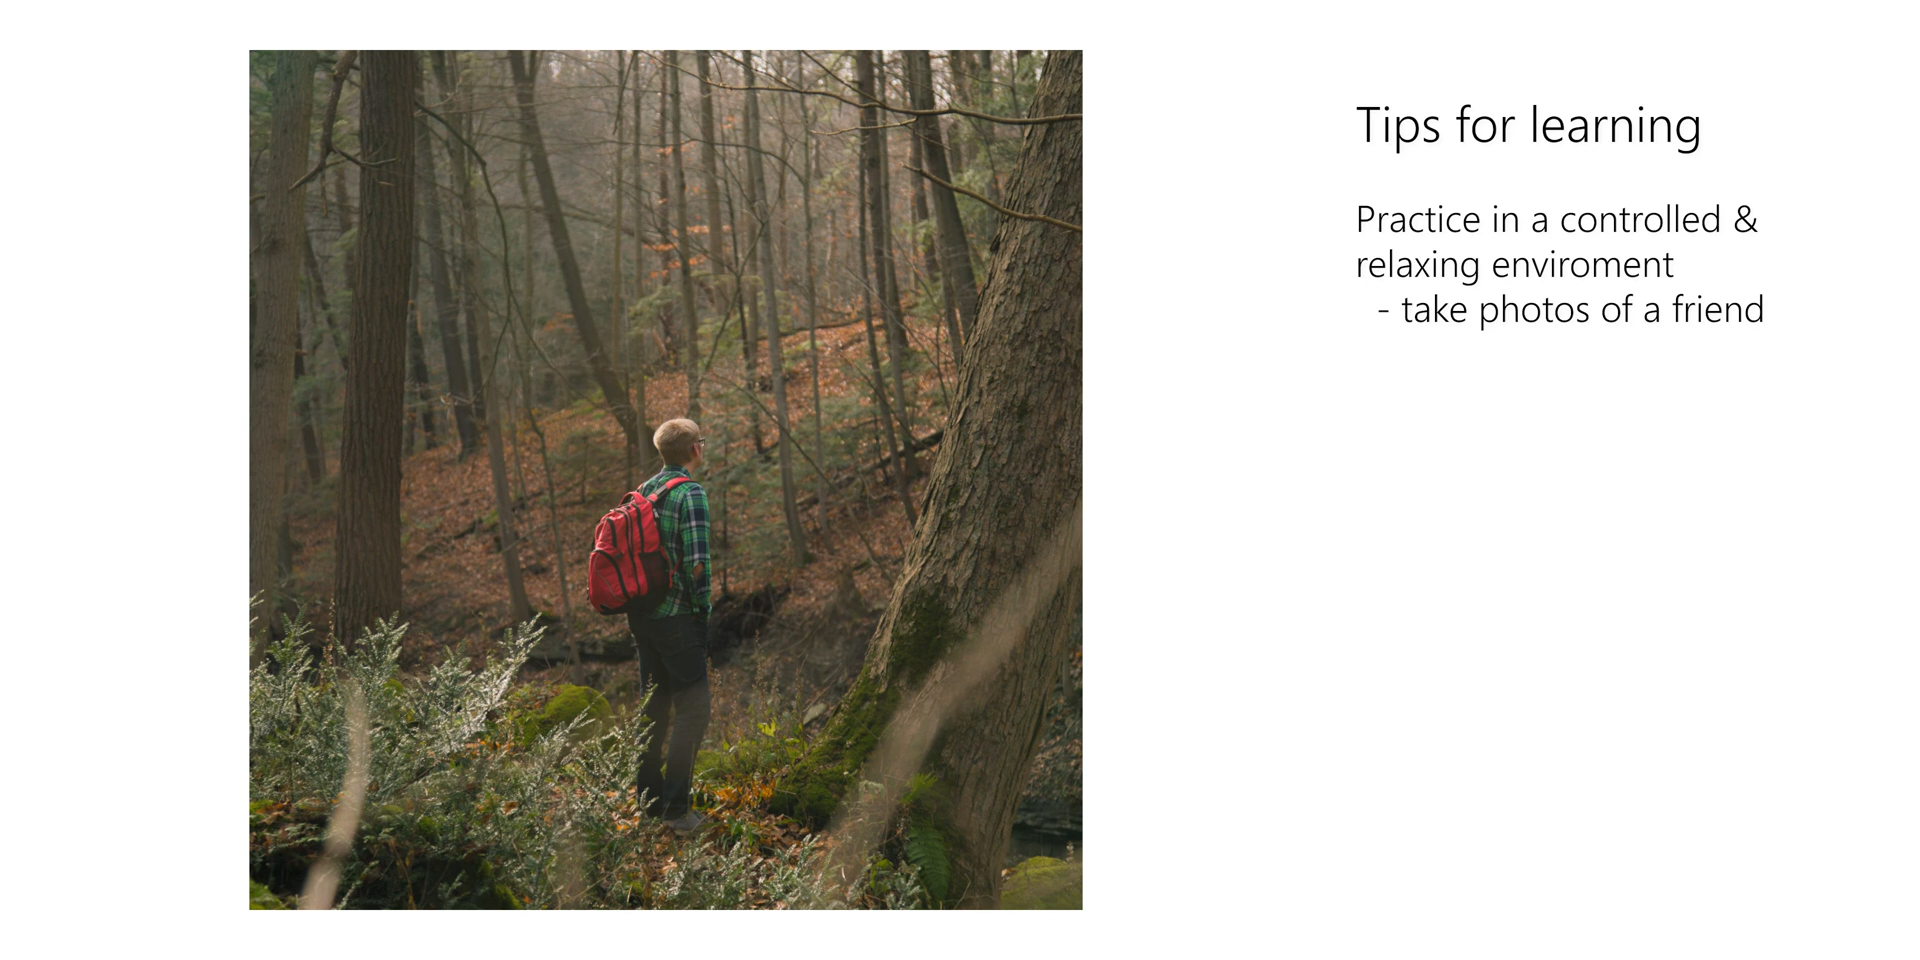 Tips for learning
Practice in a controlled &
relaxing enviroment
- take photos of a friend